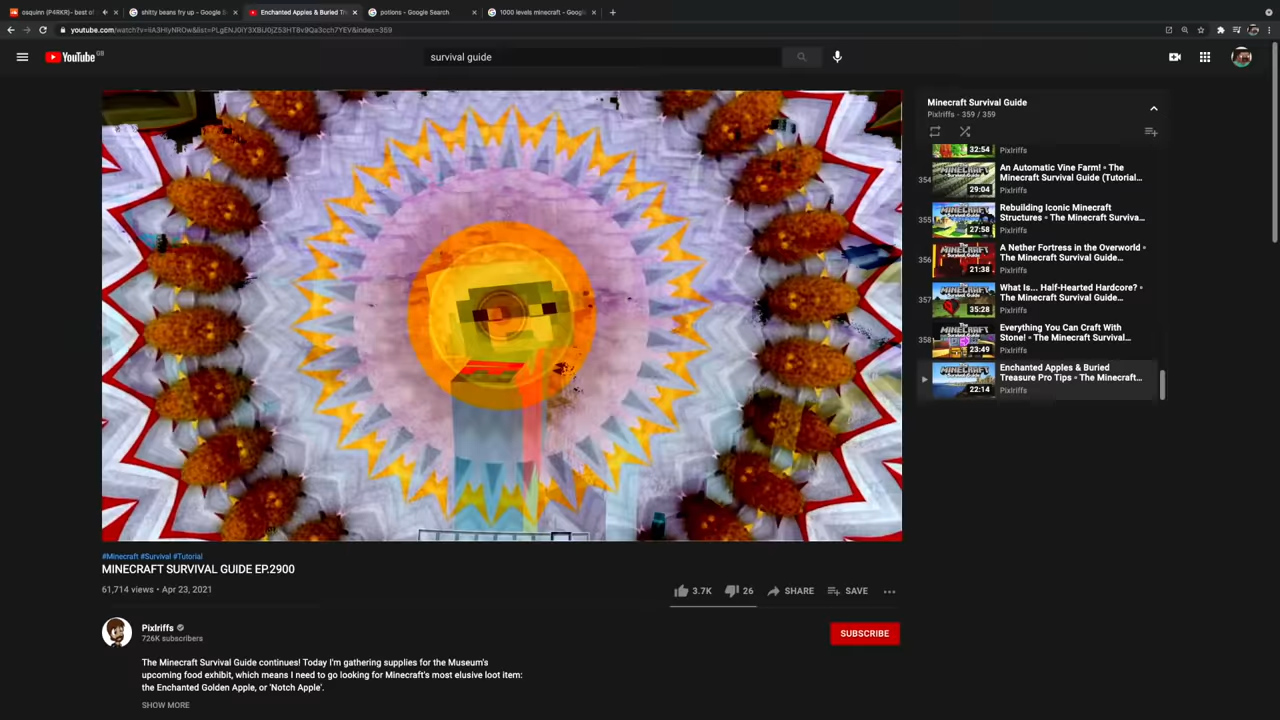 osquinn (P4RKR)- best o!
shitty beans fry up - Google S
Enchanted Apples & Buried Tre
potions - Google Search
1000 levels minecraft - Googl
YouTube GB
survival guide
Minecraft Survival Guide
Pixlriffs - 359 / 359
32:54
Pixlriffs
354
An Automatic Vine Farm! • The
Minecraft Survival Guide (Tutorial...
29:04
Pixlriffs
355
Rebuilding Iconic Minecraft
Structures • The Minecraft Surviva...
27:58
Pixlriffs
356
A Nether Fortress in the Overworld •
The Minecraft Survival Guide...
21:38
Pixlriffs
357
What Is... Half-Hearted Hardcore? •
The Minecraft Survival Guide...
35:28
Pixlriffs
358
Everything You Can Craft With
Stone! • The Minecraft Survival...
23:49
Pixlriffs
Enchanted Apples & Buried
Treasure Pro Tips • The Minecraft...
22:14
Pixlriffs
#Minecraft #Survival #Tutorial
MINECRAFT SURVIVAL GUIDE EP.2900
61,714 views • Apr 23, 2021
3.7K
26
SHARE
SAVE
Pixlriffs
726K subscribers
SUBSCRIBE
The Minecraft Survival Guide continues! Today I'm gathering supplies for the Museum's
upcoming food exhibit, which means I need to go looking for Minecraft's most elusive loot item:
the Enchanted Golden Apple, or 'Notch Apple'.
SHOW MORE